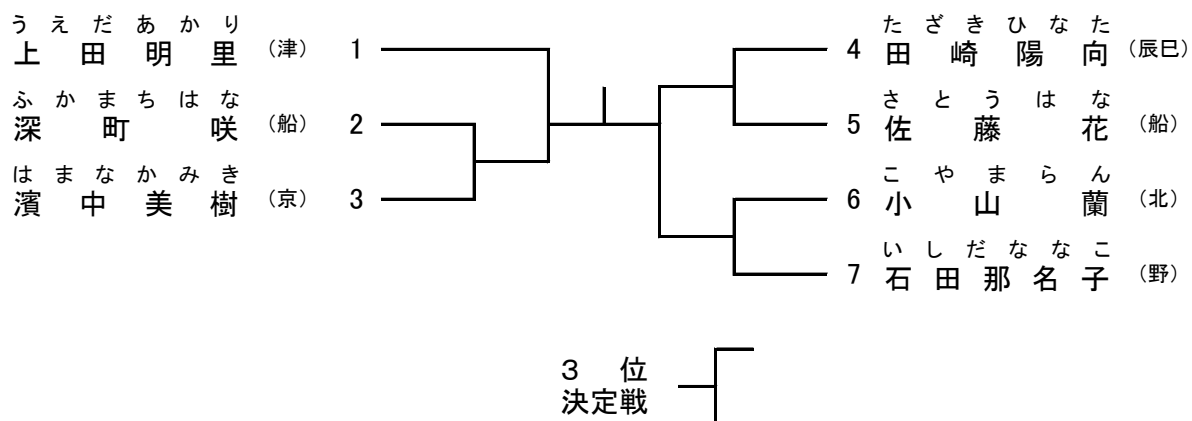 うえだあかり
上田明里 （津） 1
ふかまちはな
深町咲 （船） 2
はまなかみき
濱中美樹 （京） 3
たざきひなた
4 田崎陽向 （辰巳）
さとうはな
5 佐藤花 （船）
こやまらん
6 小山蘭 （北）
いしだななこ
7 石田那名子 （野）
３位
決定戦